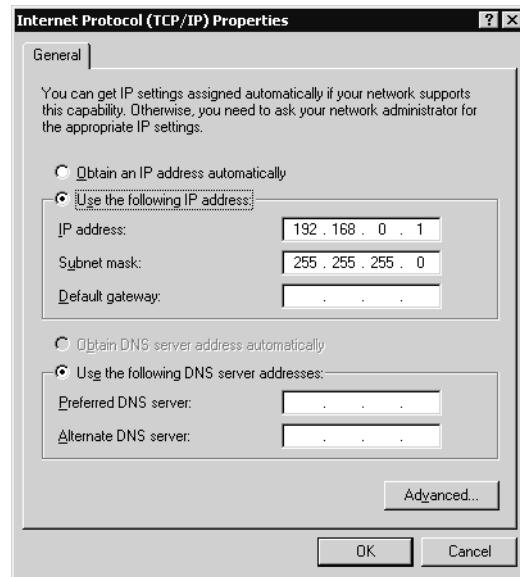 Internet Protocol (TCP/IP) Properties
General
You can get IP settings assigned automatically if your network supports
this capability. Otherwise, you need to ask your network administrator for
the appropriate IP settings.
Obtain an IP address automatically
Use the following IP address:
IP address: 192 . 168 . 0 . 1
Subnet mask: 255 . 255 . 255 . 0
Default gateway: . . .
Obtain DNS server address automatically
Use the following DNS server addresses:
Preferred DNS server: . . .
Alternate DNS server: . . .
Advanced...
OK Cancel